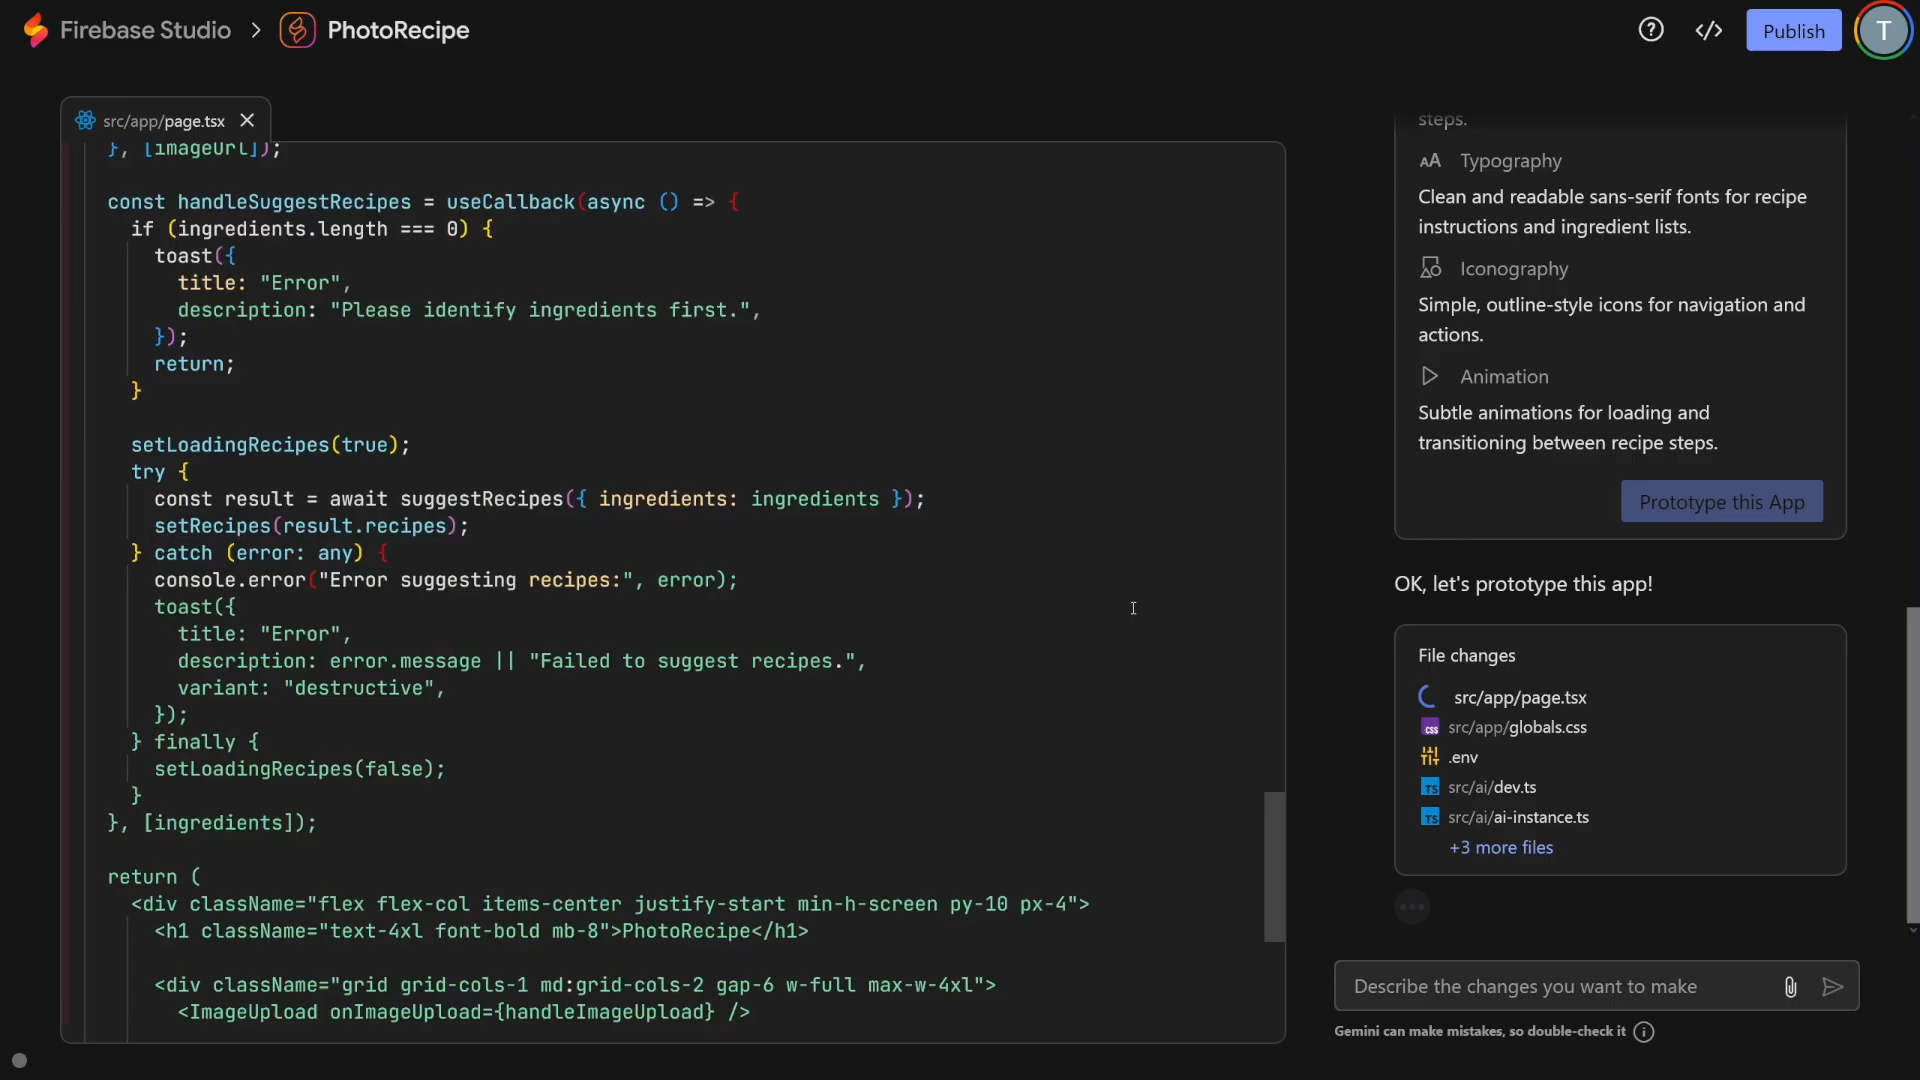 Firebase Studio > PhotoRecipe
Publish
T
src/app/page.tsx
}, [imageUrl]);
const handleSuggestRecipes = useCallback(async () => {
if (ingredients.length === 0) {
toast({
title: "Error",
description: "Please identify ingredients first.",
});
return;
}
setLoadingRecipes(true);
try {
const result = await suggestRecipes({ ingredients: ingredients });
setRecipes(result.recipes);
} catch (error: any) {
console.error("Error suggesting recipes:", error);
toast({
title: "Error",
description: error.message || "Failed to suggest recipes.",
variant: "destructive",
});
} finally {
setLoadingRecipes(false);
}
}, [ingredients]);
return (
<div className="flex flex-col items-center justify-start min-h-screen py-10 px-4">
<h1 className="text-4xl font-bold mb-8">PhotoRecipe</h1>
<div className="grid grid-cols-1 md:grid-cols-2 gap-6 w-full max-w-4xl">
<ImageUpload onImageUpload={handleImageUpload} />
steps.
AA Typography
Clean and readable sans-serif fonts for recipe
instructions and ingredient lists.
Iconography
Simple, outline-style icons for navigation and
actions.
Animation
Subtle animations for loading and
transitioning between recipe steps.
Prototype this App
OK, let's prototype this app!
File changes
src/app/page.tsx
css src/app/globals.css
.env
TS src/ai/dev.ts
TS src/ai/ai-instance.ts
+3 more files
Describe the changes you want to make
Gemini can make mistakes, so double-check it